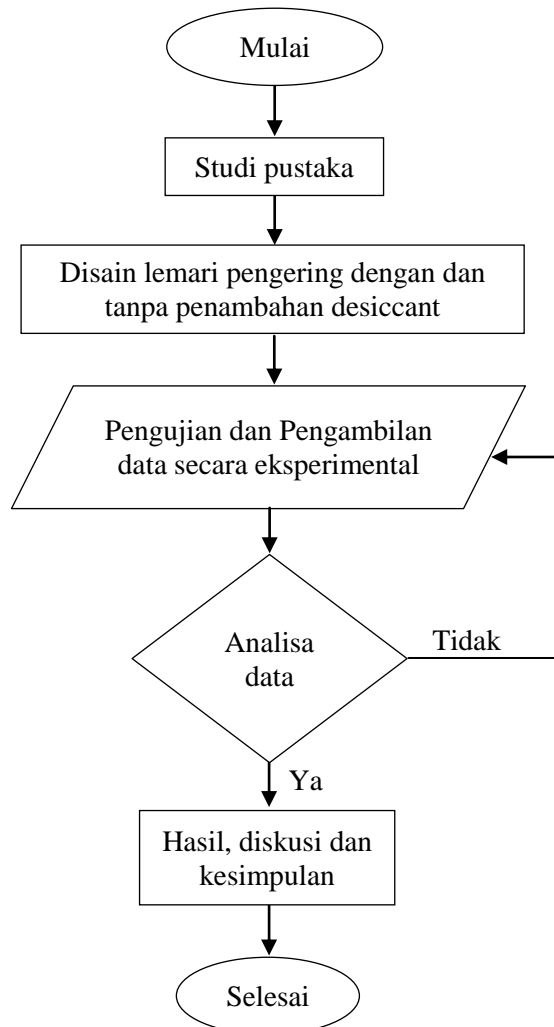 Mulai
Studi pustaka
Disain lemari pengering dengan dan
tanpa penambahan desiccant
Pengujian dan Pengambilan
data secara eksperimental
Analisa
data
Tidak
Ya
Hasil, diskusi dan
kesimpulan
Selesai